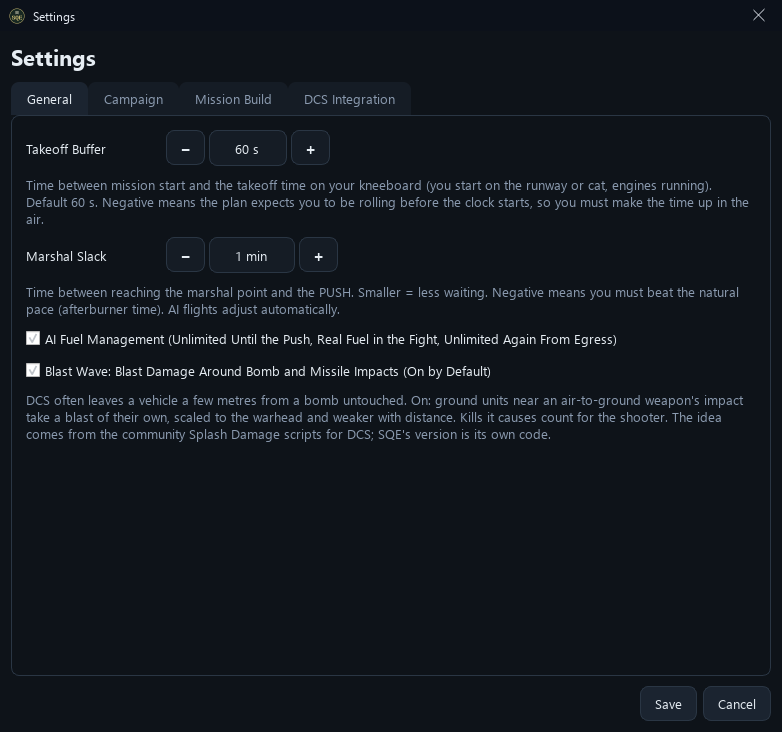 SQE Settings
Settings
General Campaign Mission Build DCS Integration
Takeoff Buffer − 60 s +
Time between mission start and the takeoff time on your kneeboard (you start on the runway or cat, engines running).
Default 60 s. Negative means the plan expects you to be rolling before the clock starts, so you must make the time up in the
air.
Marshal Slack − 1 min +
Time between reaching the marshal point and the PUSH. Smaller = less waiting. Negative means you must beat the natural
pace (afterburner time). AI flights adjust automatically.
AI Fuel Management (Unlimited Until the Push, Real Fuel in the Fight, Unlimited Again From Egress)
Blast Wave: Blast Damage Around Bomb and Missile Impacts (On by Default)
DCS often leaves a vehicle a few metres from a bomb untouched. On: ground units near an air-to-ground weapon's impact
take a blast of their own, scaled to the warhead and weaker with distance. Kills it causes count for the shooter. The idea
comes from the community Splash Damage scripts for DCS; SQE's version is its own code.
Save Cancel